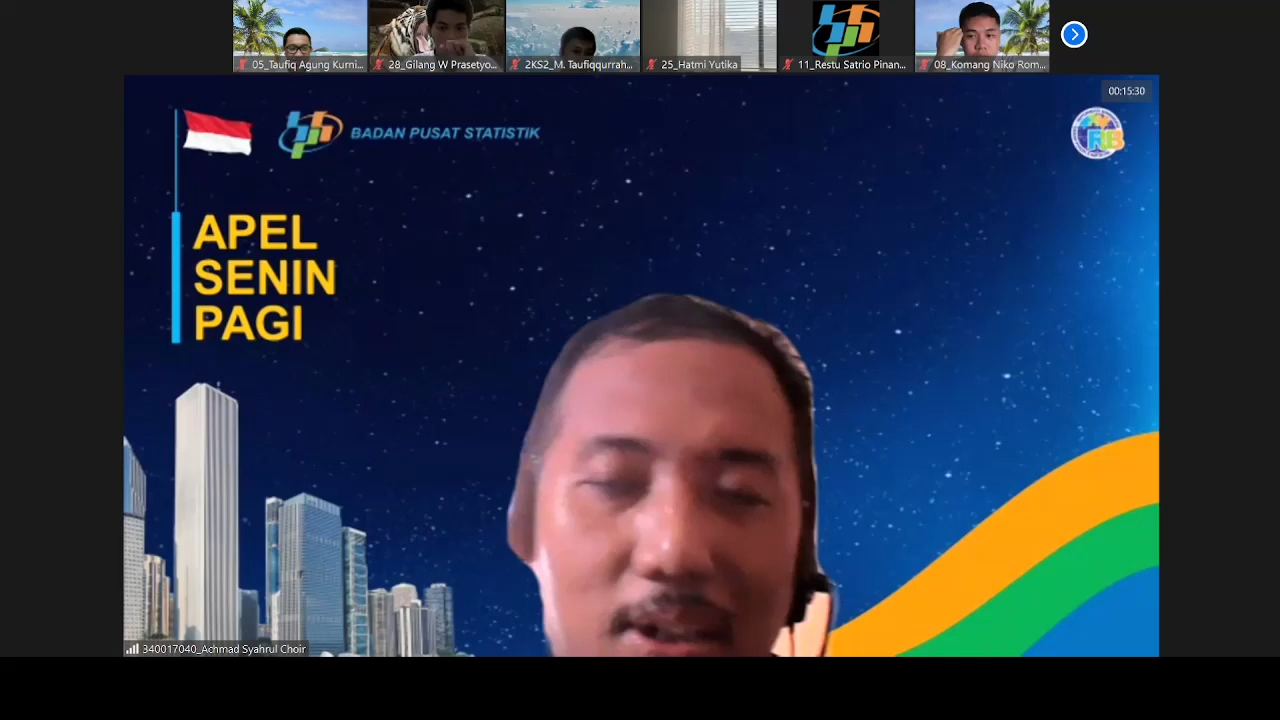 05_Taufiq Agung Kurni...
28_Gilang W Prasetyo...
2KS2_M. Taufiqqurrah...
25_Hatmi Yutika
11_Restu Satrio Pinan...
08_Komang Niko Rom...
00:15:30
BADAN PUSAT STATISTIK
RB
APEL
SENIN
PAGI
340017040_Achmad Syahrul Choir